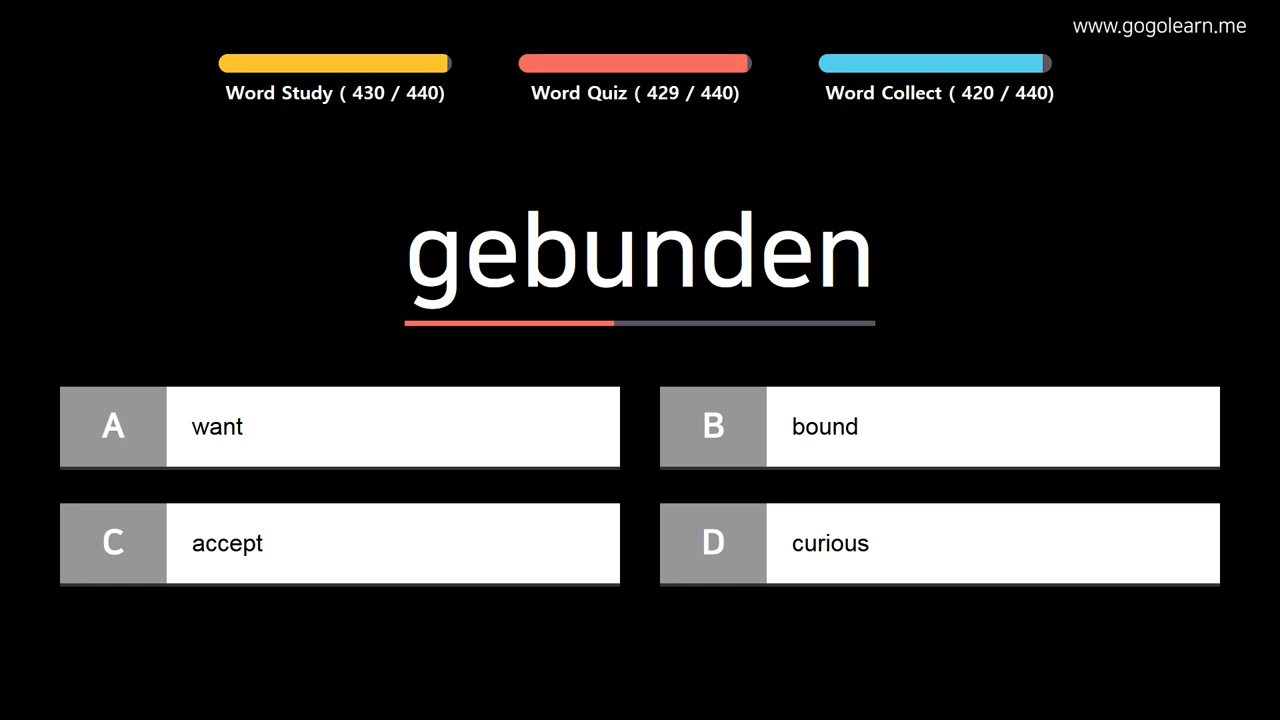 www.gogolearn.me
Word Study ( 430 / 440)
Word Quiz ( 429 / 440)
Word Collect ( 420 / 440)
gebunden
A want
B bound
C accept
D curious